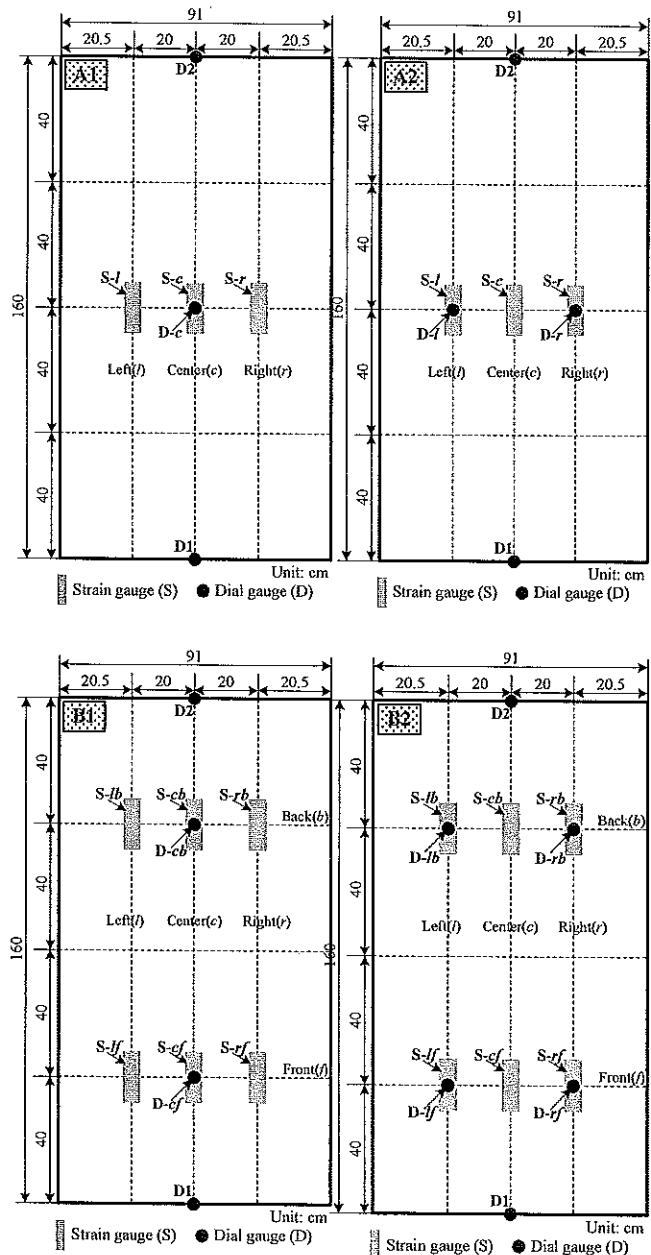 91
20.5 20 20 20.5
A1
D2
40
40
160
40
40
S-l S-c S-r
D-c
Left(l) Center(c) Right(r)
D1
Unit: cm
Strain gauge (S) Dial gauge (D)
91
20.5 20 20 20.5
A2
D2
40
40
160
40
40
S-l S-c S-r
D-l D-r
Left(l) Center(c) Right(r)
D1
Unit: cm
Strain gauge (S) Dial gauge (D)
91
20.5 20 20 20.5
B1
D2
40
40
160
40
40
S-lb S-cb S-rb
Back(b)
D-cb
Left(l) Center(c) Right(r)
S-lf S-cf S-rf
Front(f)
D-cf
D1
Unit: cm
Strain gauge (S) Dial gauge (D)
91
20.5 20 20 20.5
B2
D2
40
40
160
40
40
S-lb S-cb S-rb
Back(b)
D-lb D-rb
Left(l) Center(c) Right(r)
S-lf S-cf S-rf
Front(f)
D-lf D-rf
D1
Unit: cm
Strain gauge (S) Dial gauge (D)